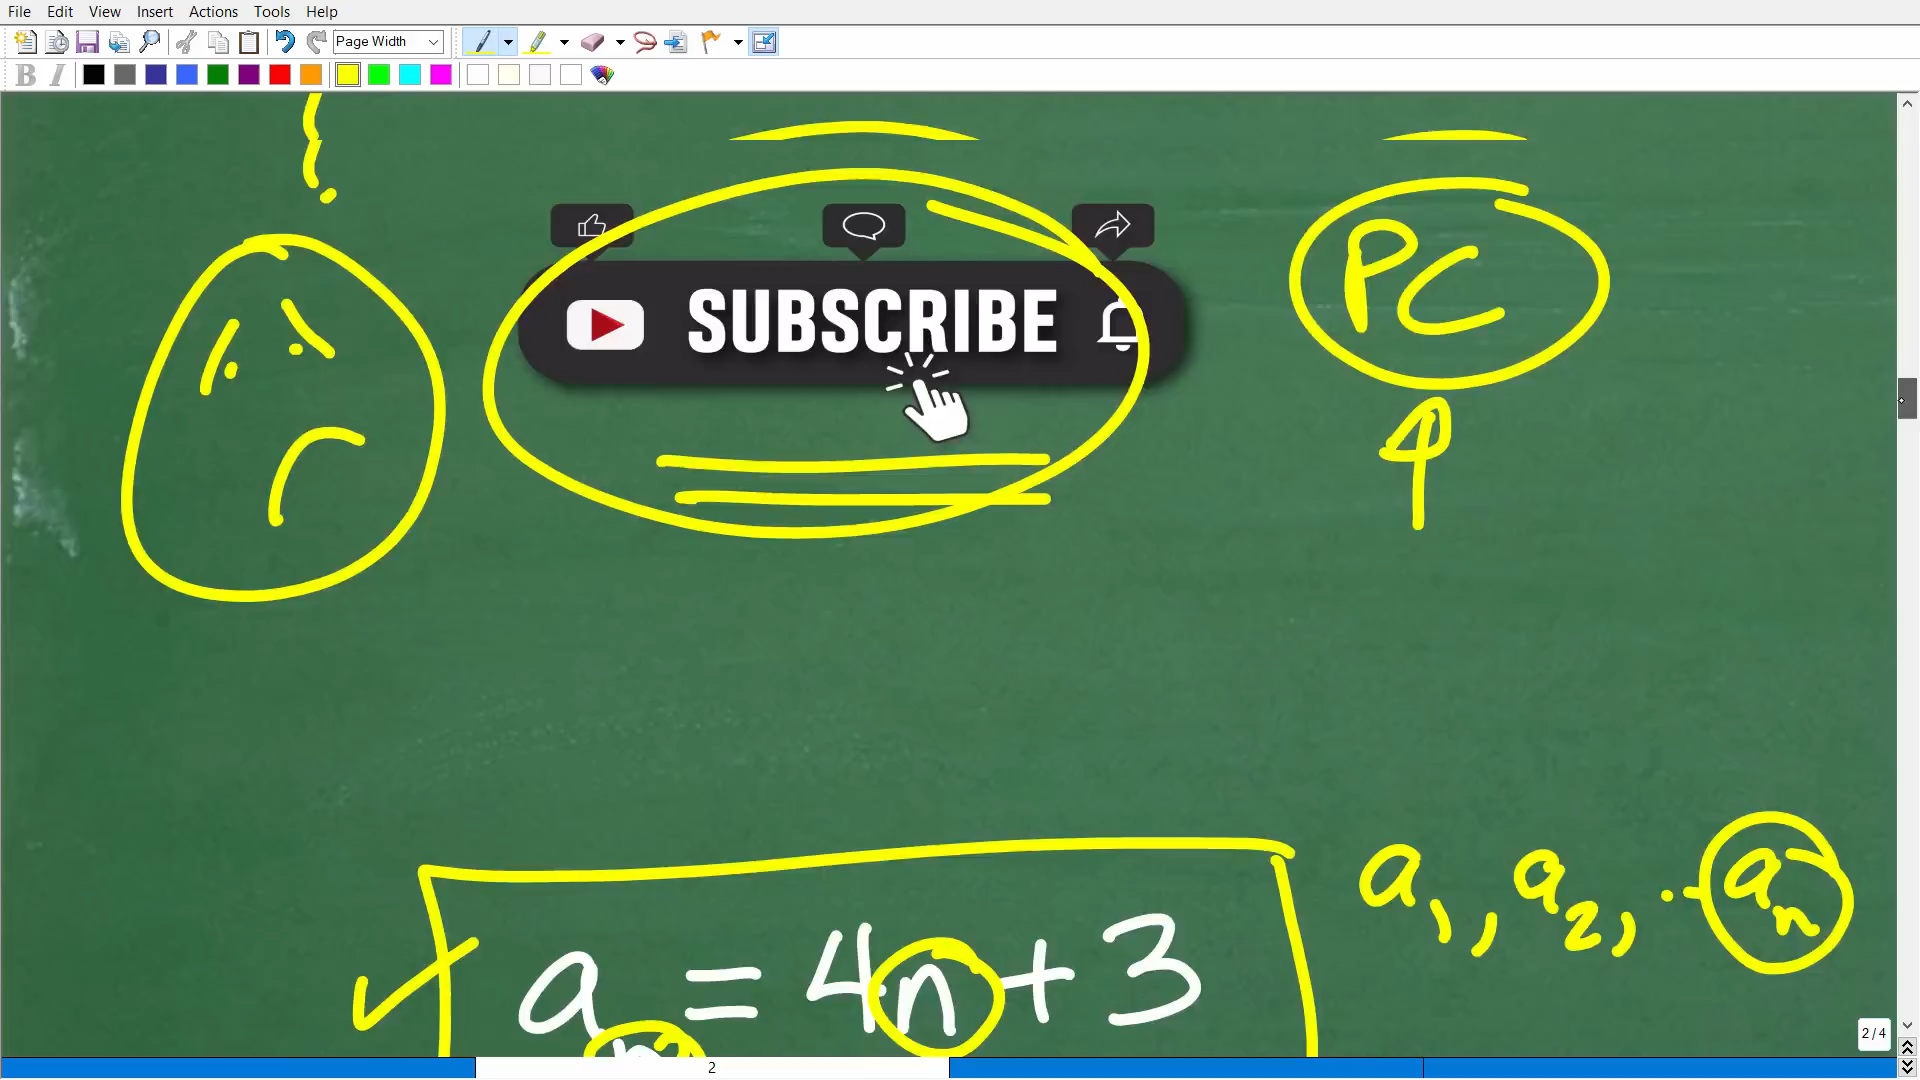 File Edit View Insert Actions Tools Help
Page Width
B I
PC
SUBSCRIBE
a₁, a₂, ... aₙ
aₙ = 4n + 3
2 / 4
2